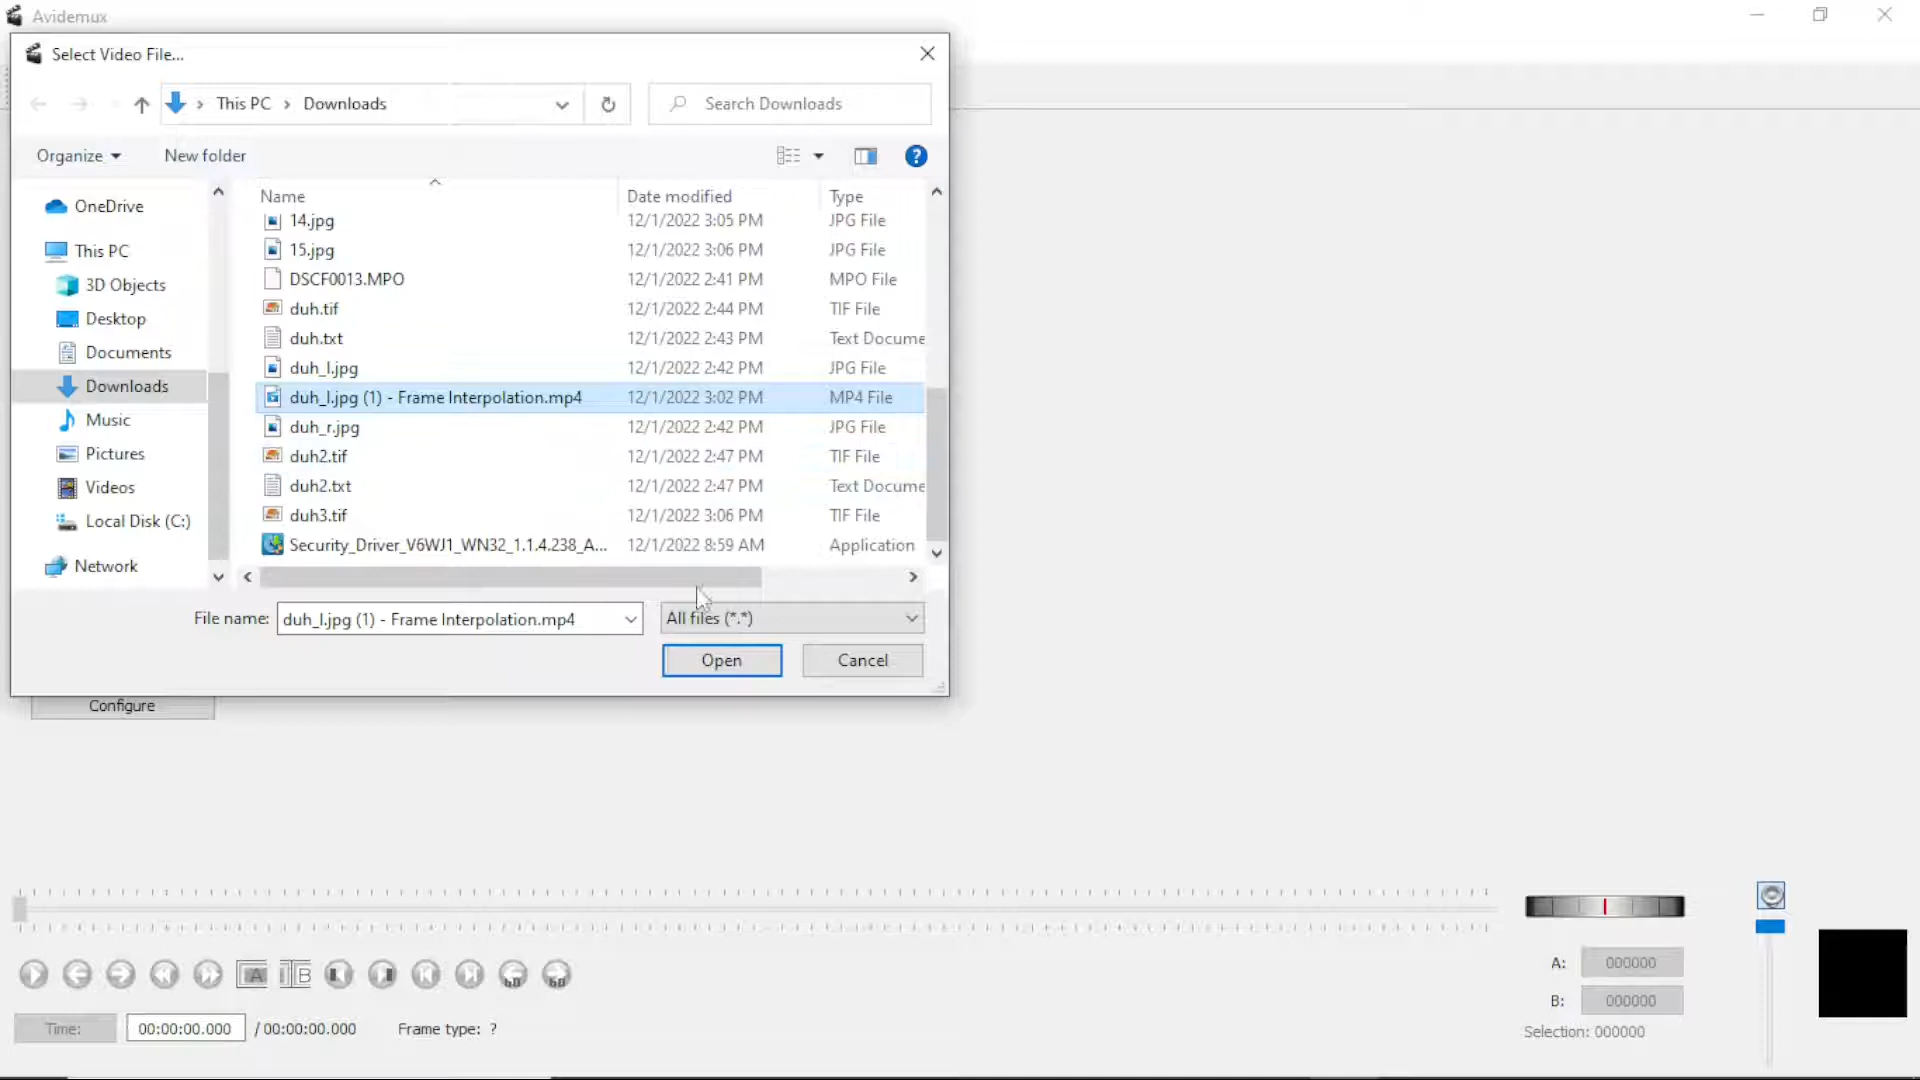 Avidemux
Select Video File...
This PC > Downloads
Search Downloads
Organize
New folder
Name Date modified Type
OneDrive
This PC
3D Objects
Desktop
Documents
Downloads
Music
Pictures
Videos
Local Disk (C:)
Network
14.jpg 12/1/2022 3:05 PM JPG File
15.jpg 12/1/2022 3:06 PM JPG File
DSCF0013.MPO 12/1/2022 2:41 PM MPO File
duh.tif 12/1/2022 2:44 PM TIF File
duh.txt 12/1/2022 2:43 PM Text Docume
duh_l.jpg 12/1/2022 2:42 PM JPG File
duh_l.jpg (1) - Frame Interpolation.mp4 12/1/2022 3:02 PM MP4 File
duh_r.jpg 12/1/2022 2:42 PM JPG File
duh2.tif 12/1/2022 2:47 PM TIF File
duh2.txt 12/1/2022 2:47 PM Text Docume
duh3.tif 12/1/2022 3:06 PM TIF File
Security_Driver_V6WJ1_WN32_1.1.4.238_A... 12/1/2022 8:59 AM Application
File name: duh_l.jpg (1) - Frame Interpolation.mp4 All files (*.*)
Open Cancel
Configure
A B 60 60
A: 000000
B: 000000
Selection: 000000
Time: 00:00:00.000 / 00:00:00.000 Frame type: ?